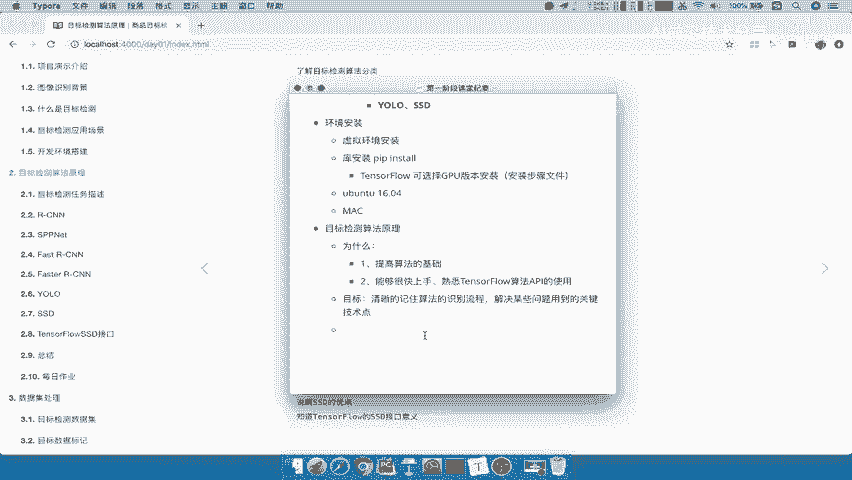 Typora 文件 编辑 段落 格式 显示 主题 窗口 帮助
100%
目标检测算法原理 | 商品目标检
localhost:4000/day01/index.html
1.1. 项目演示介绍
1.2. 图像识别背景
1.3. 什么是目标检测
1.4. 目标检测应用场景
1.5. 开发环境搭建
2. 目标检测算法原理
2.1. 目标检测任务描述
2.2. R-CNN
2.3. SPPNet
2.4. Fast R-CNN
2.5. Faster R-CNN
2.6. YOLO
2.7. SSD
2.8. TensorFlowSSD接口
2.9. 总结
2.10. 每日作业
3. 数据集处理
3.1. 目标检测数据集
3.2. 目标数据标记
了解目标检测算法分类
第一阶段课堂纪要
YOLO、SSD
环境安装
虚拟环境安装
库安装 pip install
TensorFlow 可选择GPU版本安装（安装步骤文件）
ubuntu 16.04
MAC
目标检测算法原理
为什么：
1、提高算法的基础
2、能够很快上手、熟悉TensorFlow算法API的使用
目标：清晰的记住算法的识别流程，解决某些问题用到的关键
技术点
说明SSD的优点
知道TensorFlow的SSD接口意义